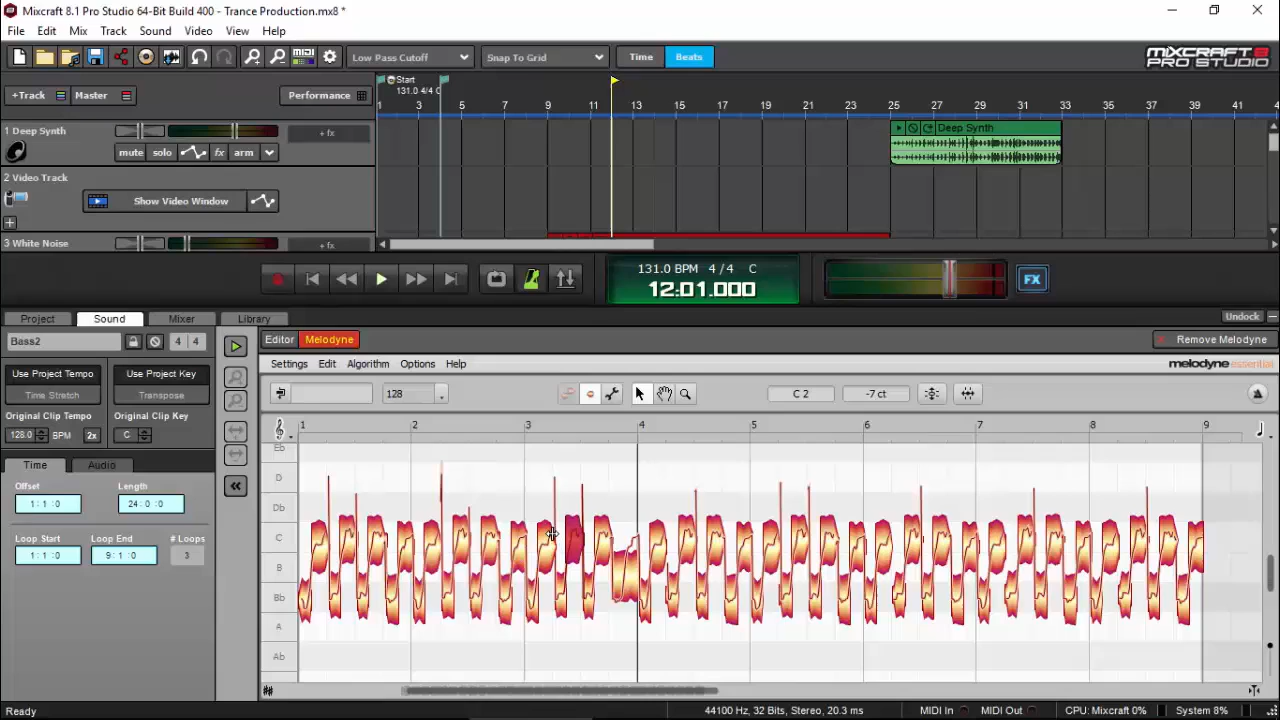 Mixcraft 8.1 Pro Studio 64-Bit Build 400 - Trance Production.mx8 *
File Edit Mix Track Sound Video View Help
Low Pass Cutoff Snap To Grid Time Beats MIXCRAFT 8 PRO STUDIO
+Track Master Performance
Start
131.0 4/4 C
1 3 5 7 9 11 13 15 17 19 21 23 25 27 29 31 33 35 37 39 41
1 Deep Synth + fx
mute solo fx arm
Deep Synth
2 Video Track
Show Video Window
3 White Noise + fx
131.0 BPM 4 / 4 C
12:01.000
FX
Project Sound Mixer Library Undock
Bass2 4 4
Editor Melodyne Remove Melodyne
Settings Edit Algorithm Options Help melodyne essential
Use Project Tempo Use Project Key
Time Stretch Transpose
128 C 2 -7 ct
Original Clip Tempo Original Clip Key
128.0 BPM 2x C
1 2 3 4 5 6 7 8 9
Time Audio
Offset Length
1: 1: 0 24: 0: 0
Loop Start Loop End # Loops
1: 1: 0 9: 1: 0 3
Eb
D
Db
C
B
Bb
A
Ab
Ready 44100 Hz, 32 Bits, Stereo, 20.3 ms MIDI In MIDI Out CPU: Mixcraft 0% System 8%